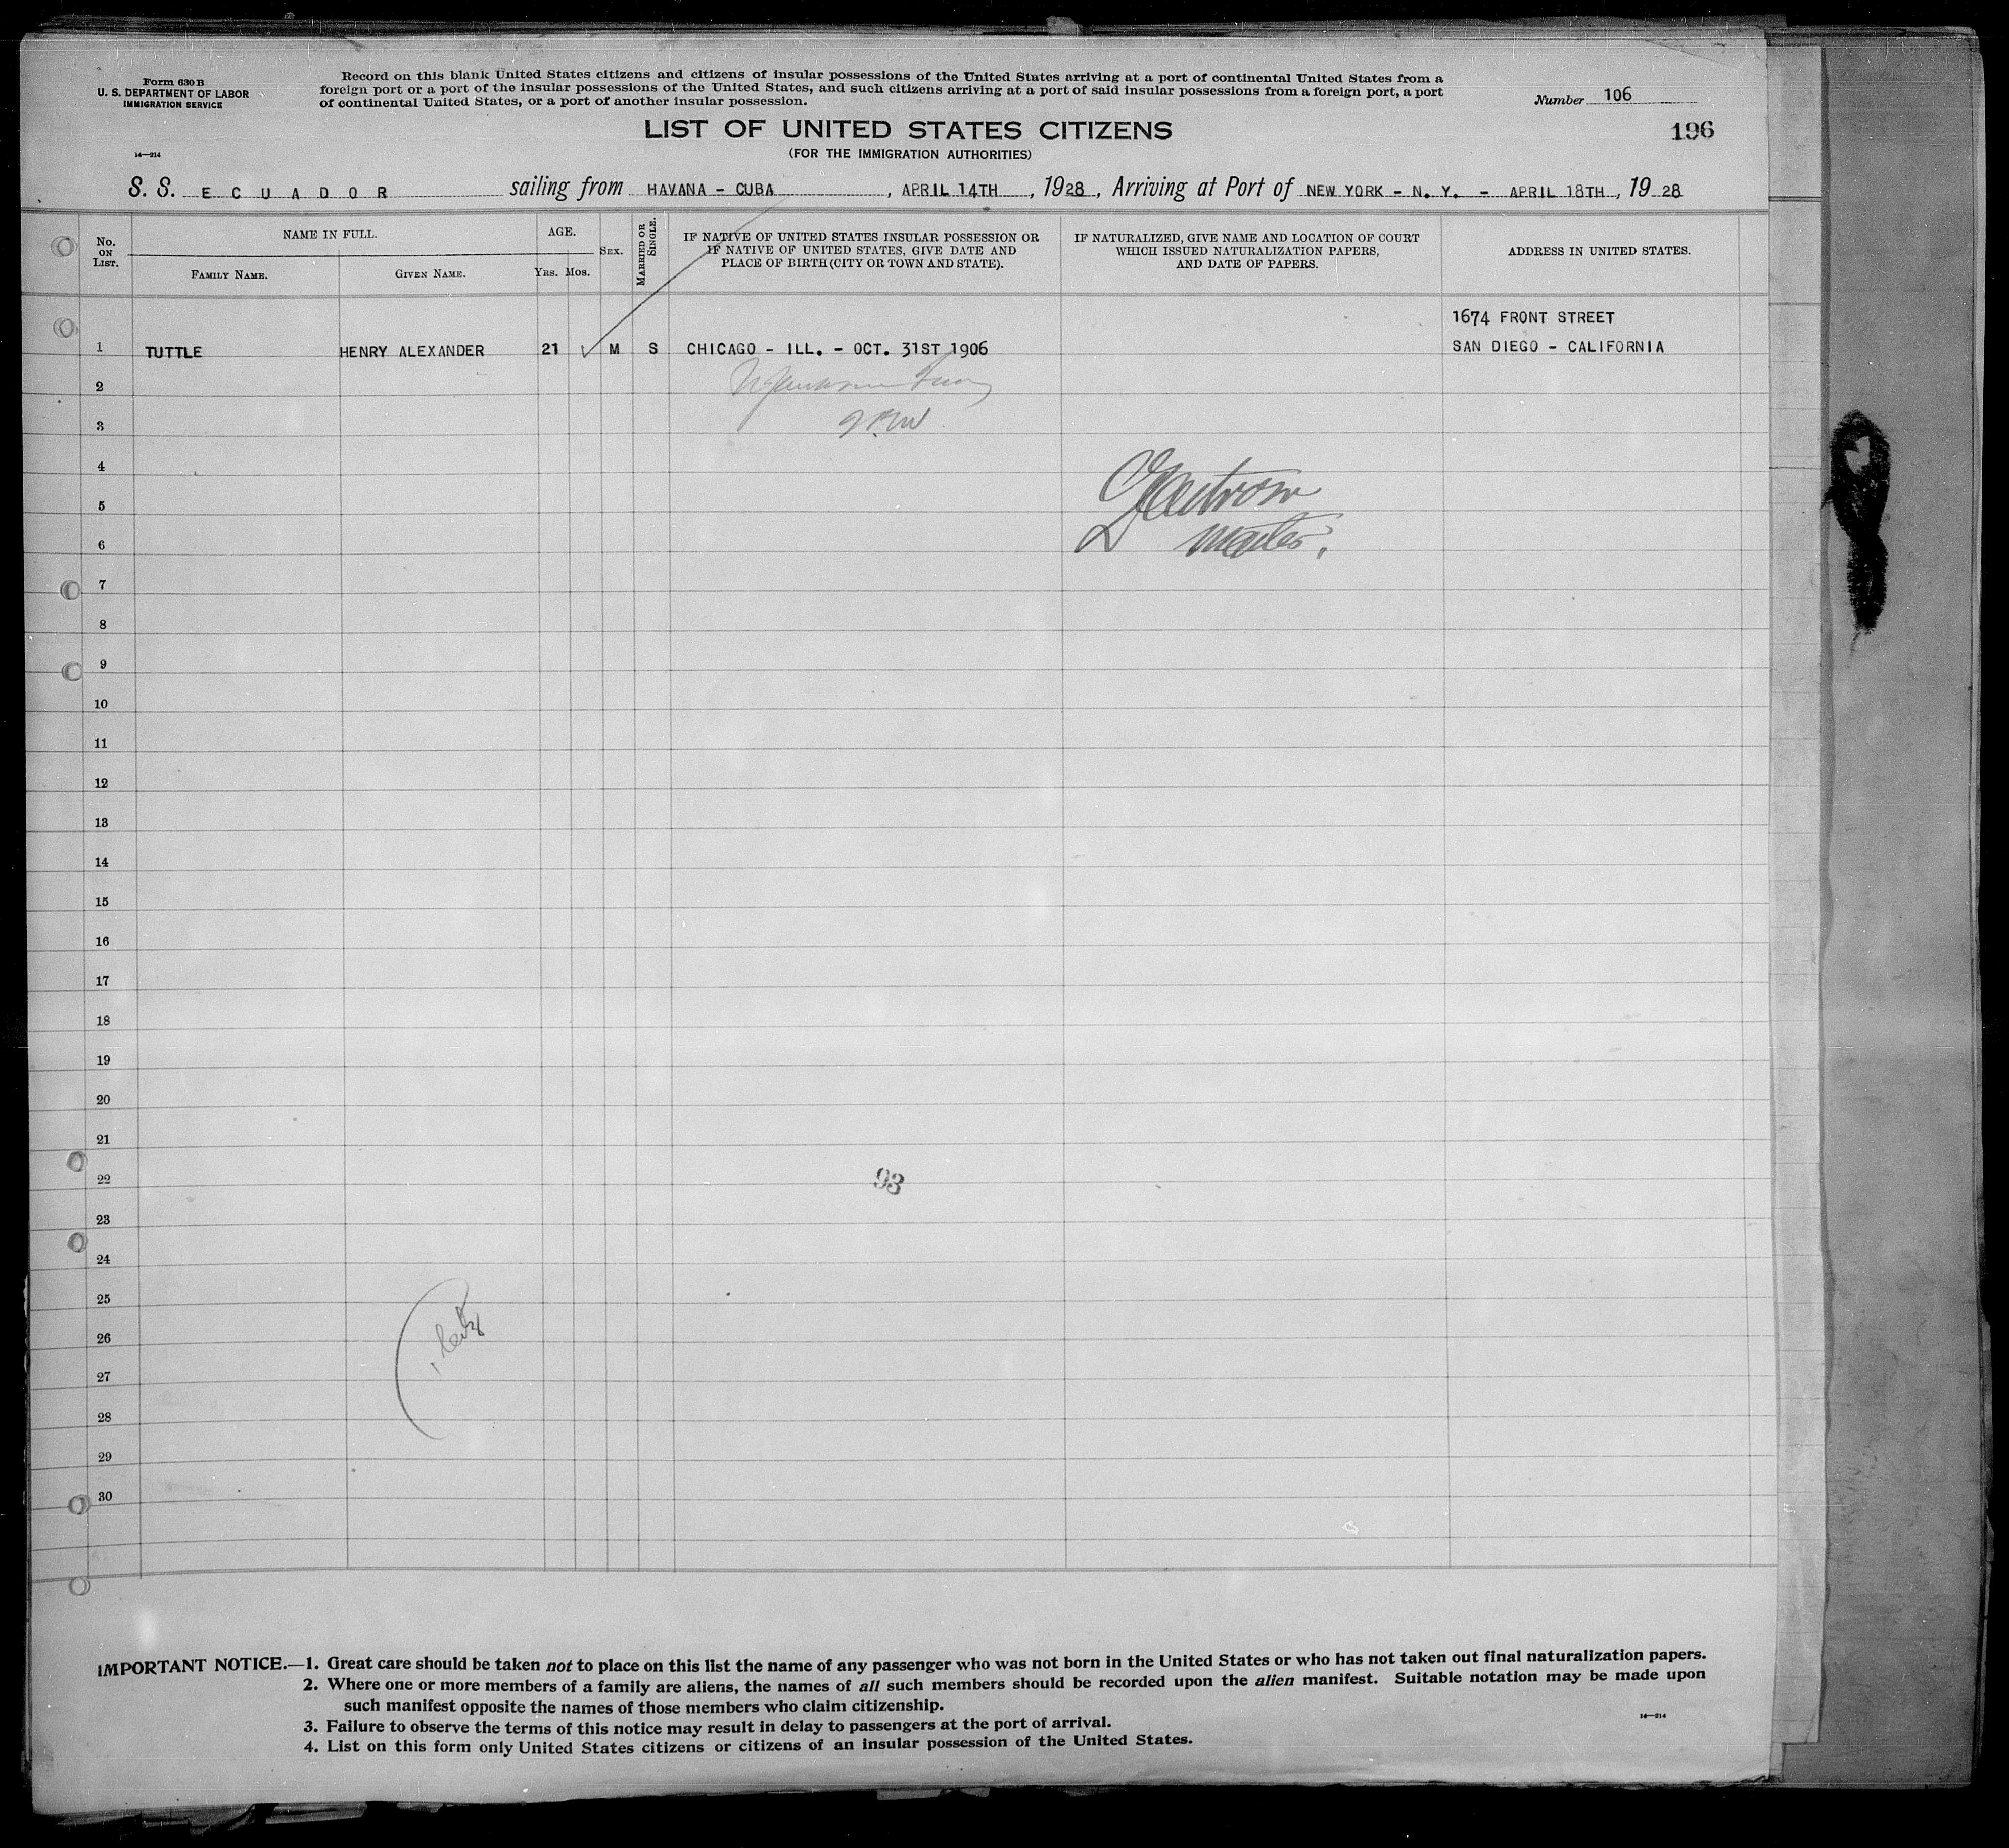 Form 630 B
U. S. DEPARTMENT OF LABOR
IMMIGRATION SERVICE
14—214
Record on this blank United States citizens and citizens of insular possessions of the United States arriving at a port of continental United States from a
foreign port or a port of the insular possessions of the United States, and such citizens arriving at a port of said insular possessions from a foreign port, a port
of continental United States, or a port of another insular possession.
Number 106
196
LIST OF UNITED STATES CITIZENS
(FOR THE IMMIGRATION AUTHORITIES)
S. S. ECUADOR sailing from HAVANA - CUBA, APRIL 14TH, 1928, Arriving at Port of NEW YORK - N. Y. - APRIL 18TH, 1928
No. ON LIST.
NAME IN FULL.
FAMILY NAME.
GIVEN NAME.
AGE.
YRS. MOS.
SEX.
MARRIED OR SINGLE.
IF NATIVE OF UNITED STATES INSULAR POSSESSION OR
IF NATIVE OF UNITED STATES, GIVE DATE AND
PLACE OF BIRTH (CITY OR TOWN AND STATE).
IF NATURALIZED, GIVE NAME AND LOCATION OF COURT
WHICH ISSUED NATURALIZATION PAPERS,
AND DATE OF PAPERS.
ADDRESS IN UNITED STATES.
1674 FRONT STREET
1 TUTTLE HENRY ALEXANDER 21 M S CHICAGO - ILL. - OCT. 31ST 1906 SAN DIEGO - CALIFORNIA
2
3
4
5
6
master.
7
8
9
10
11
12
13
14
15
16
17
18
19
20
21
22
93
23
24
25
26
27
28
29
30
IMPORTANT NOTICE.—1. Great care should be taken not to place on this list the name of any passenger who was not born in the United States or who has not taken out final naturalization papers.
2. Where one or more members of a family are aliens, the names of all such members should be recorded upon the alien manifest. Suitable notation may be made upon
such manifest opposite the names of those members who claim citizenship.
3. Failure to observe the terms of this notice may result in delay to passengers at the port of arrival.
4. List on this form only United States citizens or citizens of an insular possession of the United States.
14—214